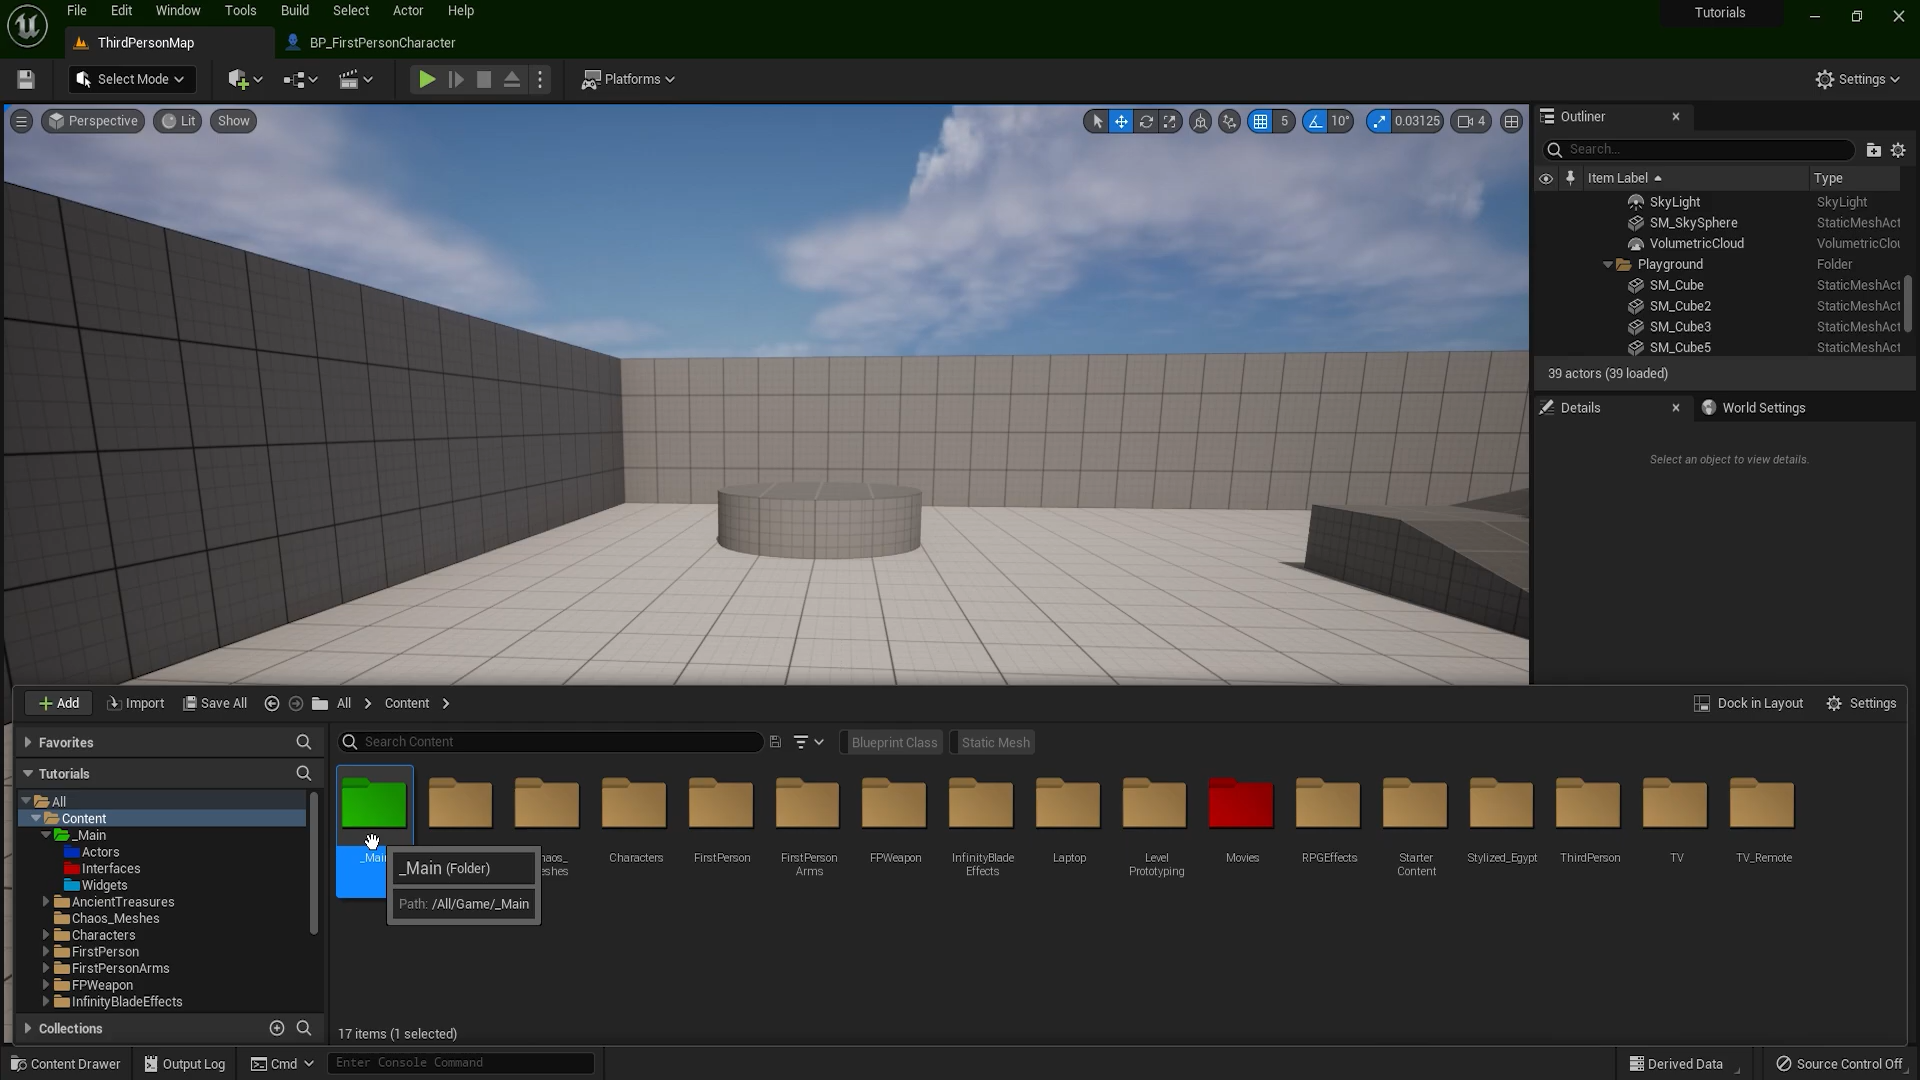 File Edit Window Tools Build Select Actor Help
Tutorials
ThirdPersonMap
BP_FirstPersonCharacter
Select Mode
Platforms
Settings
Perspective
Lit
Show
5
10°
0.03125
4
Outliner
Search...
Item Label
Type
SkyLight SkyLight
SM_SkySphere StaticMeshAct
VolumetricCloud VolumetricClou
Playground Folder
SM_Cube StaticMeshAct
SM_Cube2 StaticMeshAct
SM_Cube3 StaticMeshAct
SM_Cube5 StaticMeshAct
39 actors (39 loaded)
Details
World Settings
Select an object to view details.
Add
Import
Save All
All
Content
Dock in Layout
Settings
Favorites
Search Content
Blueprint Class
Static Mesh
Tutorials
All
Content
_Main
Actors
Interfaces
Widgets
AncientTreasures
Chaos_Meshes
Characters
FirstPerson
FirstPersonArms
FPWeapon
InfinityBladeEffects
Collections
_Main (Folder)
Path: /All/Game/_Main
Characters
FirstPerson
FirstPerson
Arms
FPWeapon
InfinityBlade
Effects
Laptop
Level
Prototyping
Movies
RPGEffects
Starter
Content
Stylized_Egypt
ThirdPerson
TV
TV_Remote
17 items (1 selected)
Content Drawer
Output Log
Cmd
Enter Console Command
Derived Data
Source Control Off